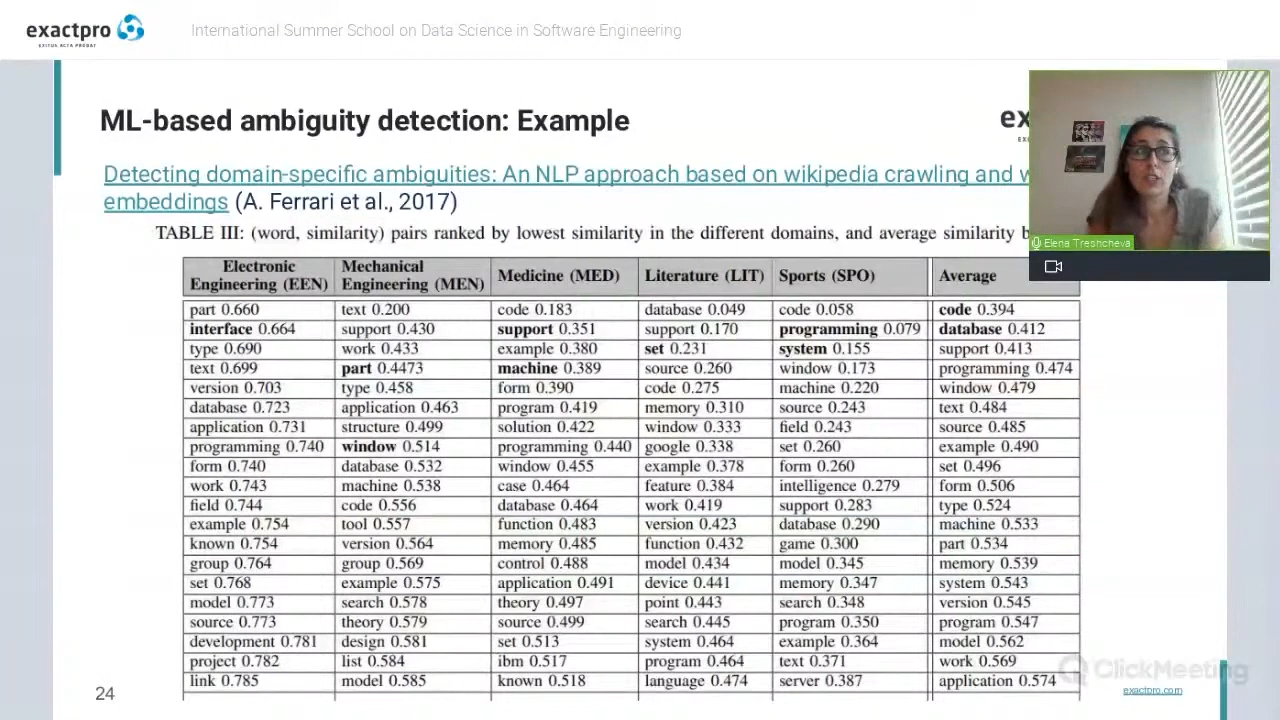 exactpro
EXITUS ACTA PROBAT
International Summer School on Data Science in Software Engineering
ML-based ambiguity detection: Example
ex
Detecting domain-specific ambiguities: An NLP approach based on wikipedia crawling and w
embeddings (A. Ferrari et al., 2017)
TABLE III: (word, similarity) pairs ranked by lowest similarity in the different domains, and average similarity b
Elena Treshcheva
Electronic Engineering (EEN) Mechanical Engineering (MEN) Medicine (MED) Literature (LIT) Sports (SPO) Average
part 0.660 text 0.200 code 0.183 database 0.049 code 0.058 code 0.394
interface 0.664 support 0.430 support 0.351 support 0.170 programming 0.079 database 0.412
type 0.690 work 0.433 example 0.380 set 0.231 system 0.155 support 0.413
text 0.699 part 0.4473 machine 0.389 source 0.260 window 0.173 programming 0.474
version 0.703 type 0.458 form 0.390 code 0.275 machine 0.220 window 0.479
database 0.723 application 0.463 program 0.419 memory 0.310 source 0.243 text 0.484
application 0.731 structure 0.499 solution 0.422 window 0.333 field 0.243 source 0.485
programming 0.740 window 0.514 programming 0.440 google 0.338 set 0.260 example 0.490
form 0.740 database 0.532 window 0.455 example 0.378 form 0.260 set 0.496
work 0.743 machine 0.538 case 0.464 feature 0.384 intelligence 0.279 form 0.506
field 0.744 code 0.556 database 0.464 work 0.419 support 0.283 type 0.524
example 0.754 tool 0.557 function 0.483 version 0.423 database 0.290 machine 0.533
known 0.754 version 0.564 memory 0.485 function 0.432 game 0.300 part 0.534
group 0.764 group 0.569 control 0.488 model 0.434 model 0.345 memory 0.539
set 0.768 example 0.575 application 0.491 device 0.441 memory 0.347 system 0.543
model 0.773 search 0.578 theory 0.497 point 0.443 search 0.348 version 0.545
source 0.773 theory 0.579 source 0.499 search 0.445 program 0.350 program 0.547
development 0.781 design 0.581 set 0.513 system 0.464 example 0.364 model 0.562
project 0.782 list 0.584 ibm 0.517 program 0.464 text 0.371 work 0.569
link 0.785 model 0.585 known 0.518 language 0.474 server 0.387 application 0.574
ClickMeeting
24
exactpro.com